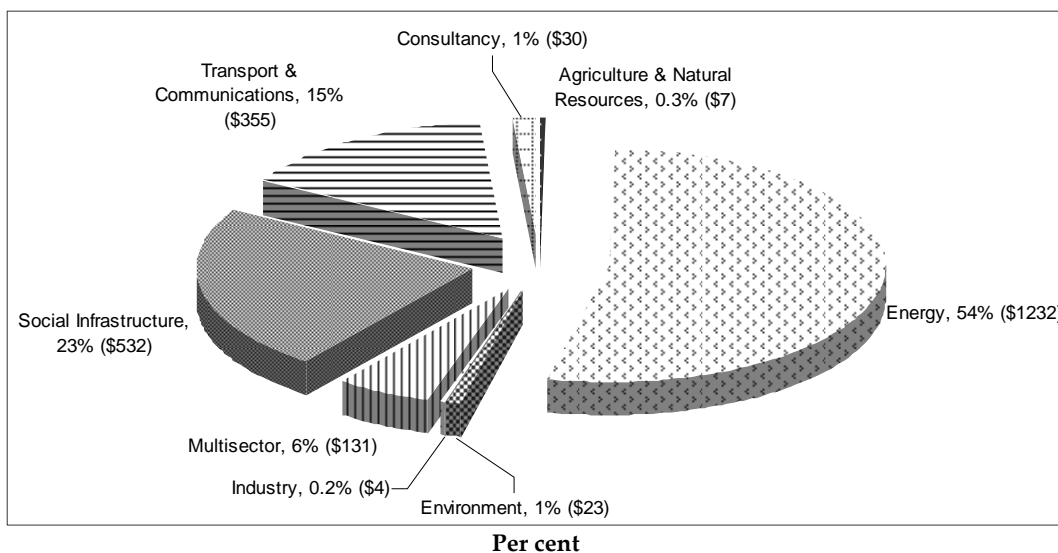 Consultancy, 1% ($30)
Transport &
Communications, 15%
($355)
Agriculture & Natural
Resources, 0.3% ($7)
Energy, 54% ($1232)
Social Infrastructure,
23% ($532)
Multisector, 6% ($131)
Industry, 0.2% ($4)
Environment, 1% ($23)
Per cent